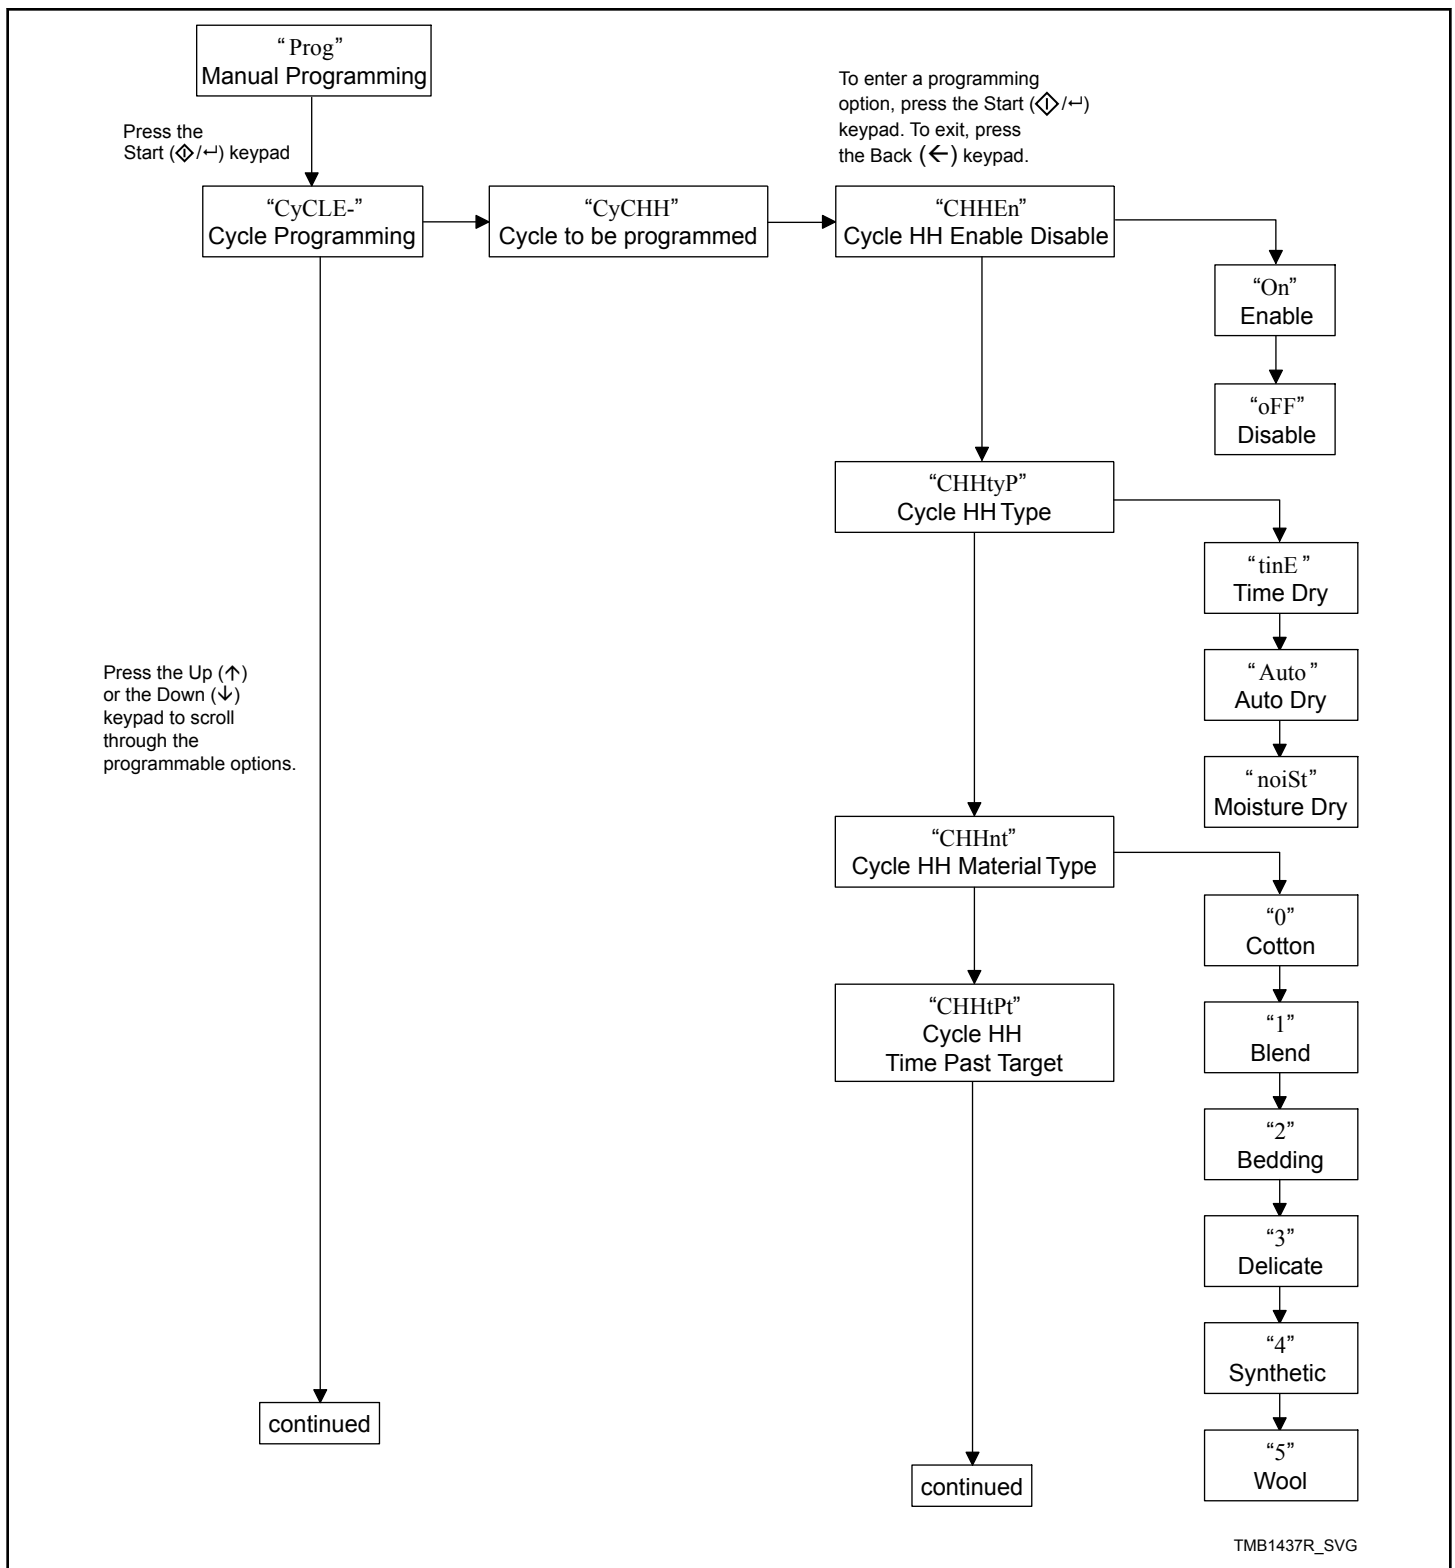 “Prog”
Manual Programming
Press the
Start (/↵) keypad
To enter a programming
option, press the Start (/↵)
keypad. To exit, press
the Back (←) keypad.
“CyCLE-”
Cycle Programming
“CyCHH”
Cycle to be programmed
“CHHEn”
Cycle HH Enable Disable
“On”
Enable
“oFF”
Disable
“CHHtyP”
Cycle HH Type
“tinE”
Time Dry
“Auto”
Auto Dry
“noiSt”
Moisture Dry
Press the Up (↑)
or the Down (↓)
keypad to scroll
through the
programmable options.
“CHHnt”
Cycle HH Material Type
“0”
Cotton
“1”
Blend
“2”
Bedding
“3”
Delicate
“4”
Synthetic
“5”
Wool
“CHHtPt”
Cycle HH
Time Past Target
continued
continued
TMB1437R_SVG